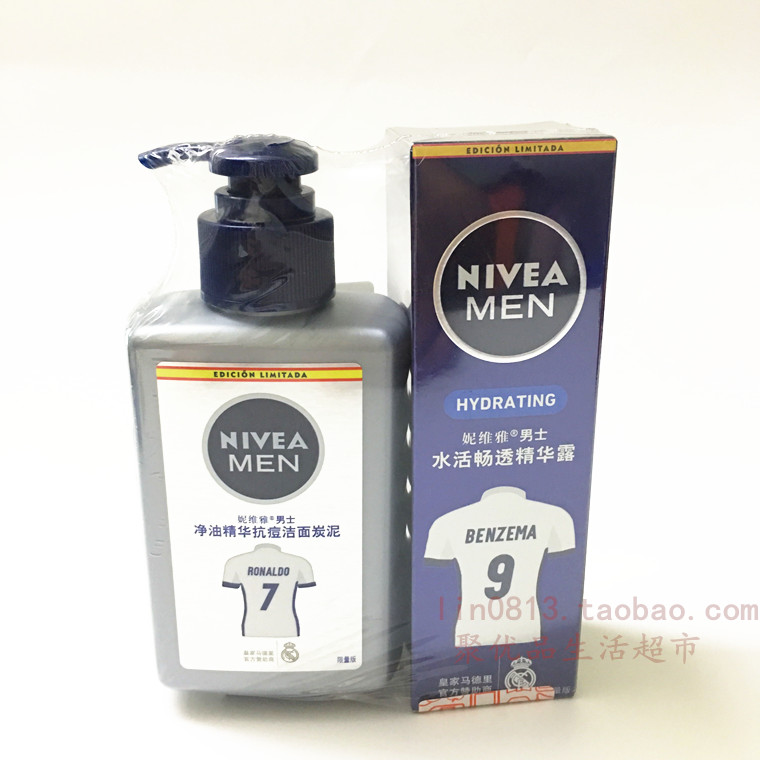 EDICIÓN LIMITADA
NIVEA
MEN
妮维雅®男士
净油精华抗痘洁面炭泥
RONALDO
7
皇家马德里
官方赞助商
限量版
EDICIÓN LIMITADA
NIVEA
MEN
HYDRATING
妮维雅®男士
水活畅透精华露
BENZEMA
9
皇家马德里
官方赞助商
lin0813.taobao.com
聚优品生活超市